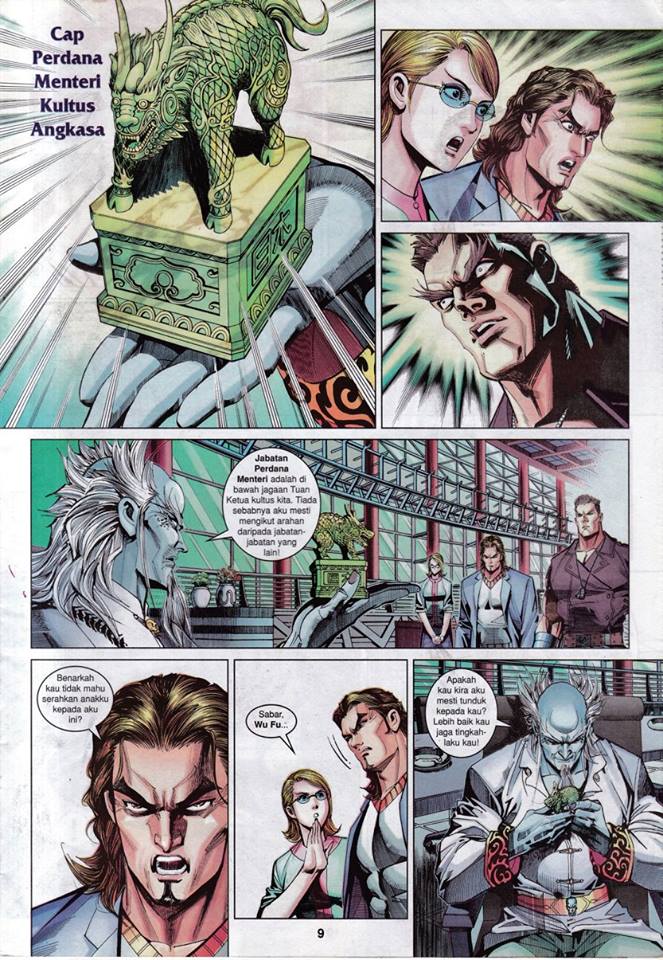 Cap
Perdana
Menteri
Kultus
Angkasa
Jabatan
Perdana
Menteri adalah di
bawah jagaan Tuan
Ketua kultus kita. Tiada
sebabnya aku mesti
mengikut arahan
daripada jabatan-
jabatan yang
lain!
Benarkah
kau tidak mahu
serahkan anakku
kepada aku
ini?
Sabar,
Wu Fu...
Apakah
kau kira aku
mesti tunduk
kepada kau?
Lebih baik kau
jaga tingkah-
laku kau!
9